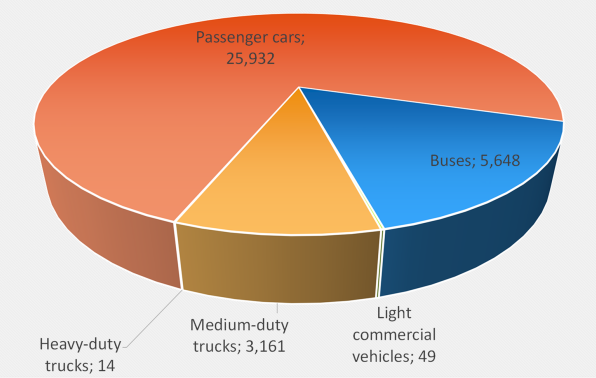 Passenger cars;
25,932
Buses; 5,648
Light
commercial
vehicles; 49
Medium-duty
trucks; 3,161
Heavy-duty
trucks; 14